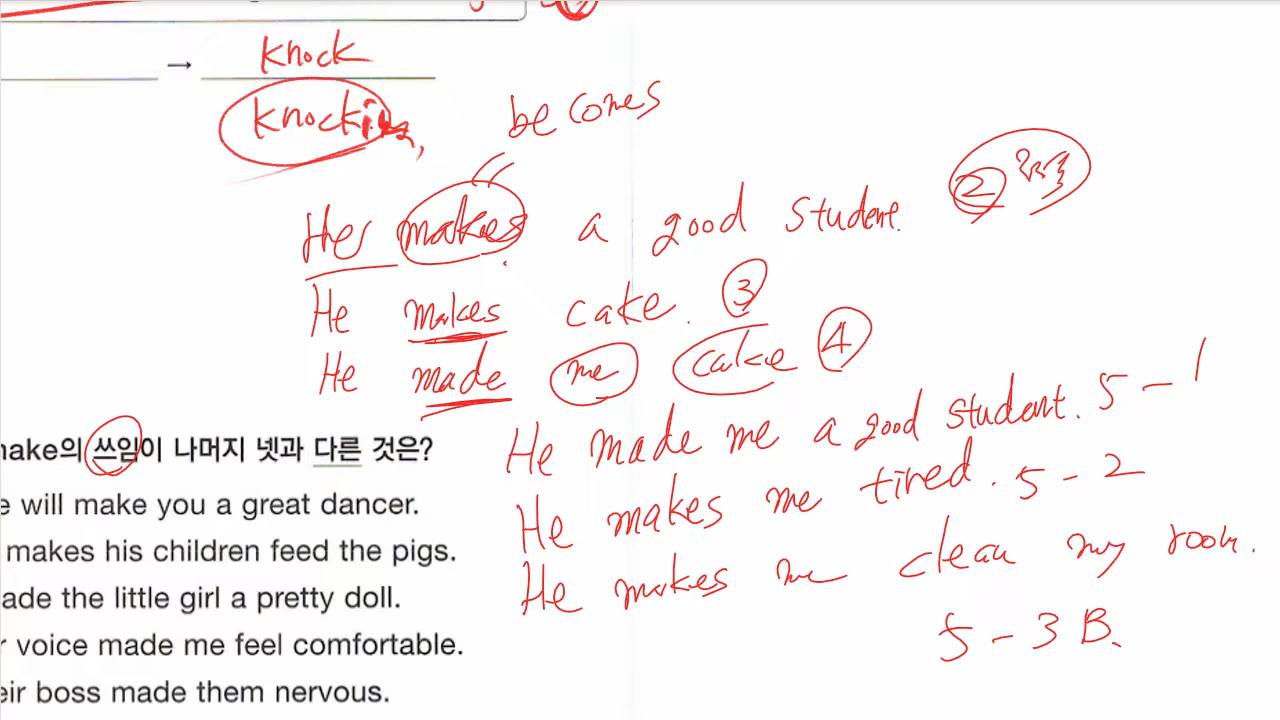 → knock
knocking,
becomes
Her makes a good student. ②
He makes cake. ③
He made me cake ④
He made me a good student. 5-1
make의 쓰임이 나머지 넷과 다른 것은?
He makes me tired. 5-2
e will make you a great dancer.
makes his children feed the pigs.
He makes me clean my room.
ade the little girl a pretty doll.
5-3 B.
r voice made me feel comfortable.
eir boss made them nervous.